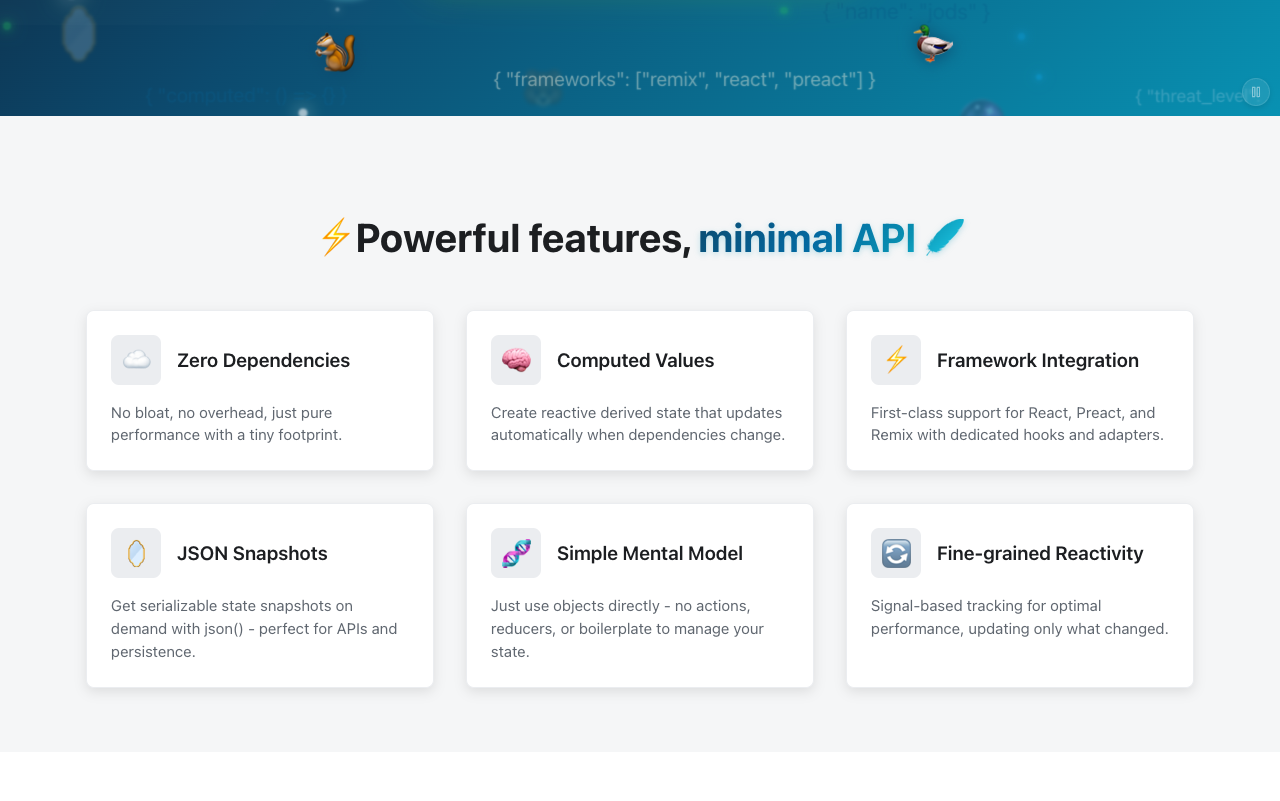 { "name": "jods" }
{ "frameworks": ["remix", "react", "preact"] }
{ "computed"
{ "threat_leve
⚡Powerful features, minimal API
Zero Dependencies
No bloat, no overhead, just pure
performance with a tiny footprint.
Computed Values
Create reactive derived state that updates
automatically when dependencies change.
Framework Integration
First-class support for React, Preact, and
Remix with dedicated hooks and adapters.
JSON Snapshots
Get serializable state snapshots on
demand with json() - perfect for APIs and
persistence.
Simple Mental Model
Just use objects directly - no actions,
reducers, or boilerplate to manage your
state.
Fine-grained Reactivity
Signal-based tracking for optimal
performance, updating only what changed.